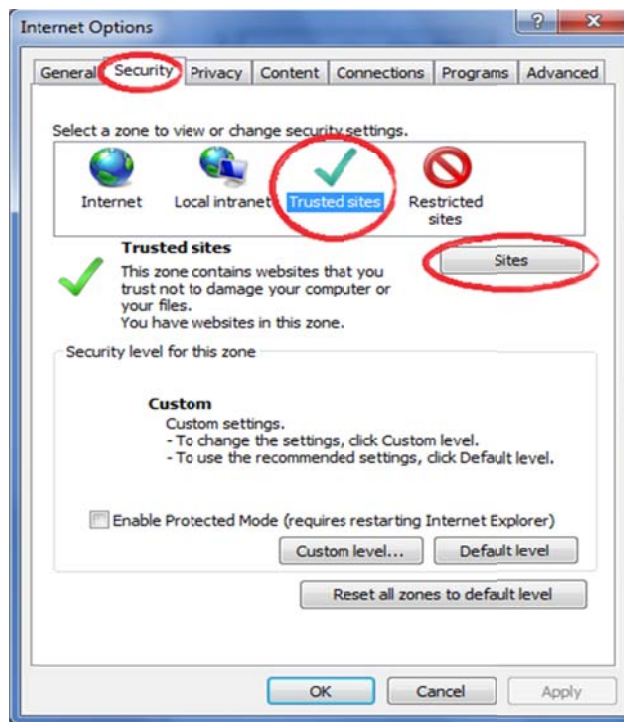 Internet Options
General Security Privacy Content Connections Programs Advanced
Select a zone to view or change security settings.
Internet Local intranet Trusted sites Restricted sites
Trusted sites
Sites
This zone contains websites that you
trust not to damage your computer or
your files.
You have websites in this zone.
Security level for this zone
Custom
Custom settings.
- To change the settings, click Custom level.
- To use the recommended settings, click Default level.
Enable Protected Mode (requires restarting Internet Explorer)
Custom level... Default level
Reset all zones to default level
OK Cancel Apply